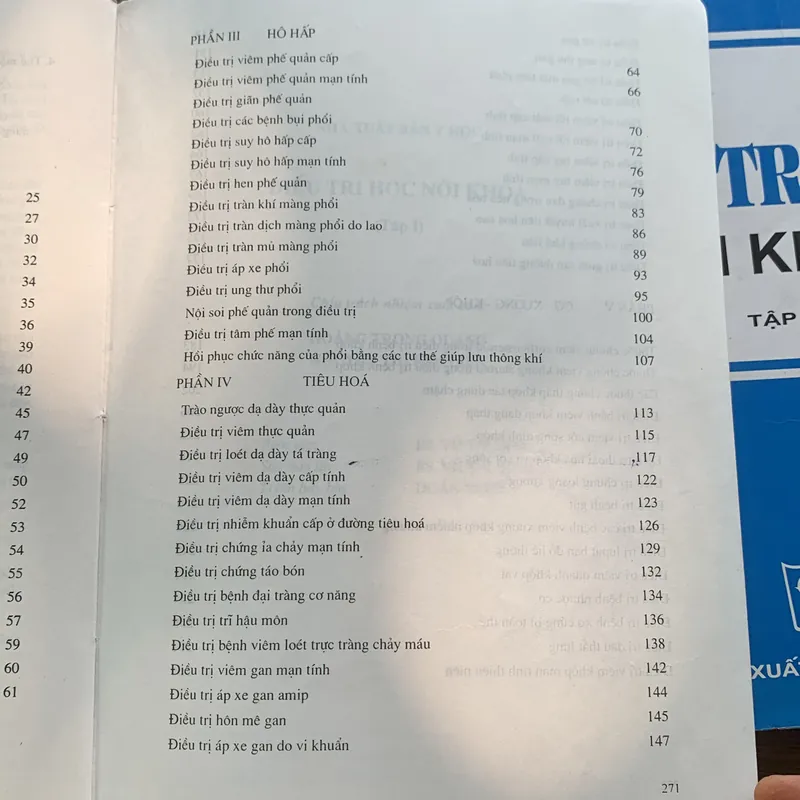 25
27
30
32
34
35
36
39
40
42
45
47
49
50
52
53
54
55
56
57
59
60
61
PHẦN III HÔ HẤP
Điều trị viêm phế quản cấp 64
Điều trị viêm phế quản mạn tính 66
Điều trị giãn phế quản
Điều trị các bệnh bụi phổi 70
Điều trị suy hô hấp cấp 72
Điều trị suy hô hấp mạn tính 76
Điều trị hen phế quản 79
Điều trị tràn khí màng phổi 83
Điều trị tràn dịch màng phổi do lao 86
Điều trị tràn mủ màng phổi 89
Điều trị áp xe phổi 93
Điều trị ung thư phổi 95
Nội soi phế quản trong điều trị 100
Điều trị tâm phế mạn tính 104
Hồi phục chức năng của phổi bằng các tư thế giúp lưu thông khí 107
PHẦN IV TIÊU HOÁ
Trào ngược dạ dày thực quản 113
Điều trị viêm thực quản 115
Điều trị loét dạ dày tá tràng 117
Điều trị viêm dạ dày cấp tính 122
Điều trị viêm dạ dày mạn tính 123
Điều trị nhiễm khuẩn cấp ở đường tiêu hoá 126
Điều trị chứng ỉa chảy mạn tính 129
Điều trị chứng táo bón 132
Điều trị bệnh đại tràng cơ năng 134
Điều trị trĩ hậu môn 136
Điều trị bệnh viêm loét trực tràng chảy máu 138
Điều trị viêm gan mạn tính 142
Điều trị áp xe gan amip 144
Điều trị hôn mê gan 145
Điều trị áp xe gan do vi khuẩn 147
271
TR
TẬP
XUẤT